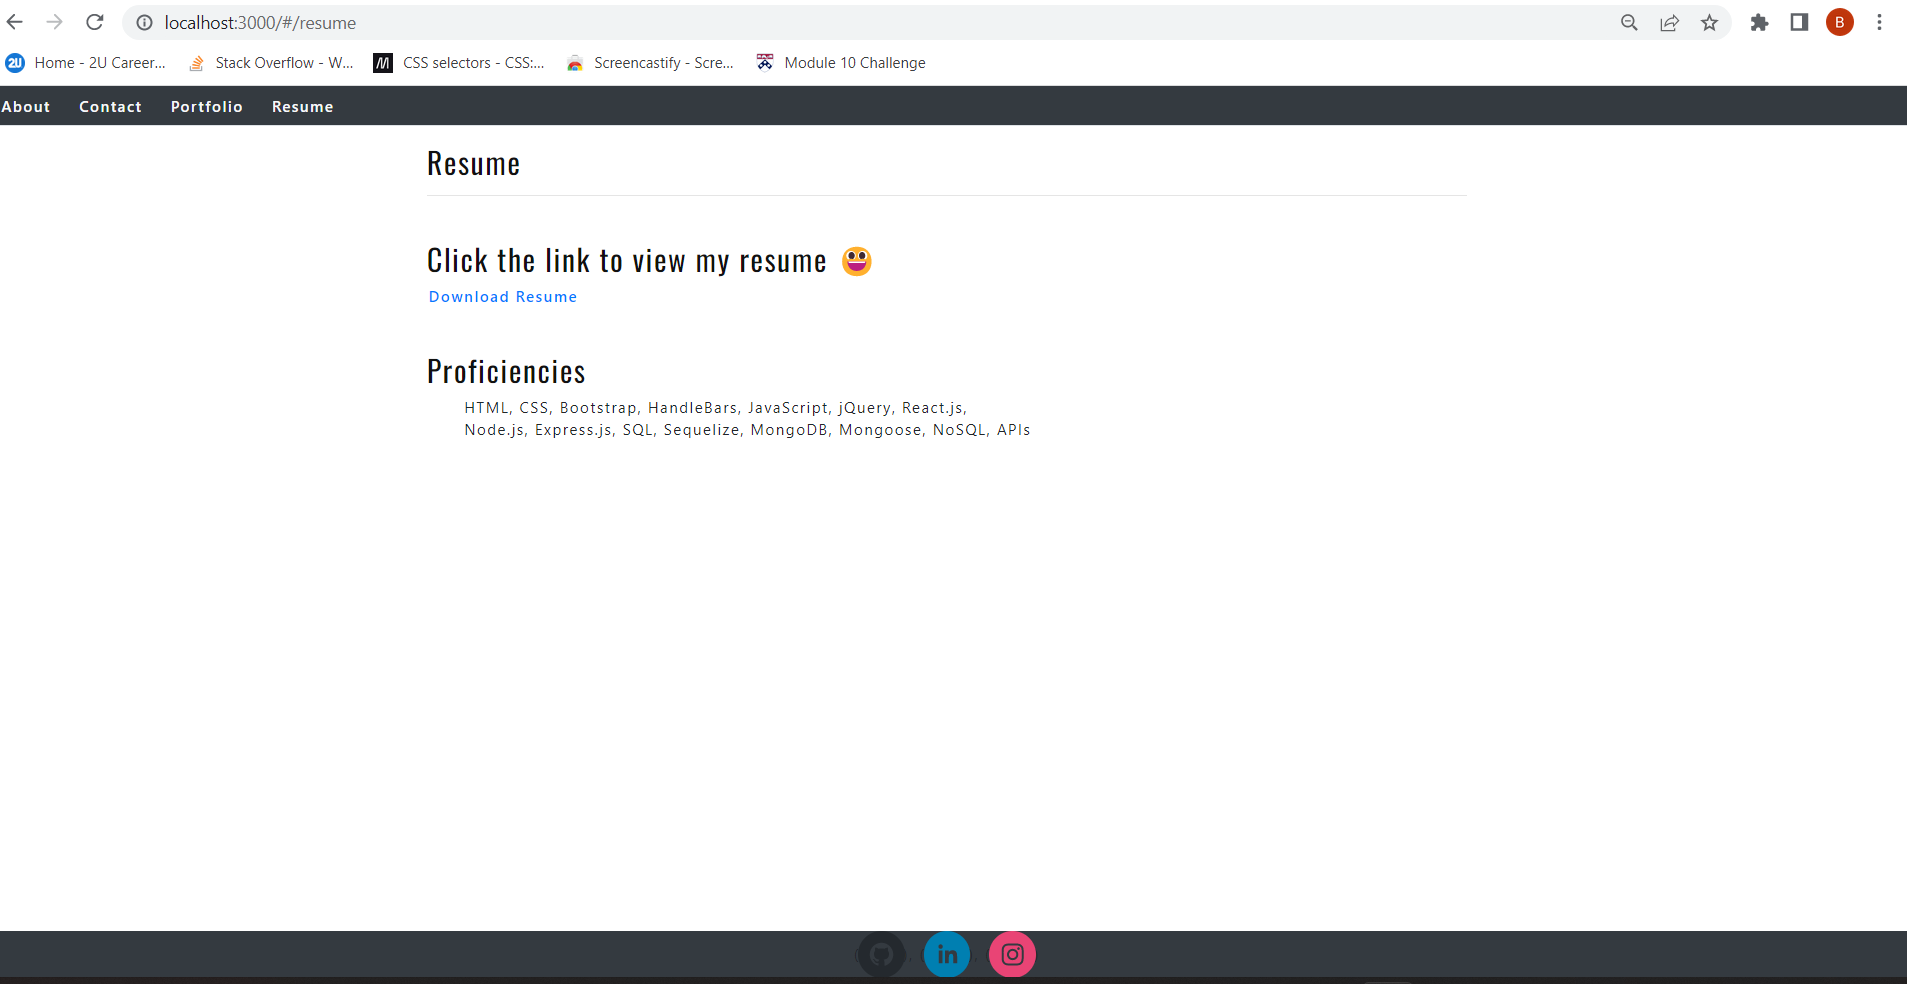 localhost:3000/#/resume
B
2U Home - 2U Career... Stack Overflow - W... M CSS selectors - CSS:... Screencastify - Scre... Module 10 Challenge
About Contact Portfolio Resume
Resume
Click the link to view my resume 😃
Download Resume
Proficiencies
HTML, CSS, Bootstrap, HandleBars, JavaScript, jQuery, React.js,
Node.js, Express.js, SQL, Sequelize, MongoDB, Mongoose, NoSQL, APIs
in